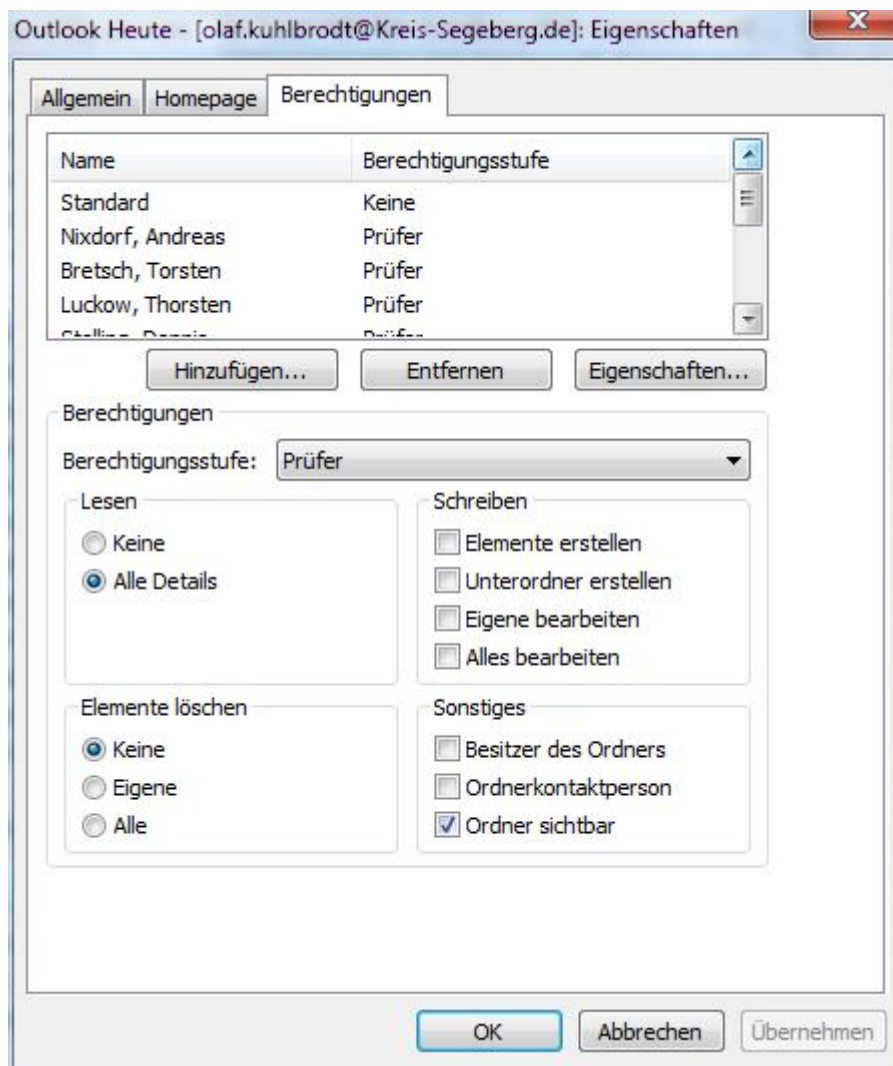 Outlook Heute - [olaf.kuhlbrodt@Kreis-Segeberg.de]: Eigenschaften
Allgemein Homepage Berechtigungen
Name Berechtigungsstufe
Standard Keine
Nixdorf, Andreas Prüfer
Bretsch, Torsten Prüfer
Luckow, Thorsten Prüfer
Prüfer
Hinzufügen... Entfernen Eigenschaften...
Berechtigungen
Berechtigungsstufe: Prüfer
Lesen Schreiben
Keine Elemente erstellen
Alle Details Unterordner erstellen
Eigene bearbeiten
Alles bearbeiten
Elemente löschen Sonstiges
Keine Besitzer des Ordners
Eigene Ordnerkontaktperson
Alle Ordner sichtbar
OK Abbrechen Übernehmen